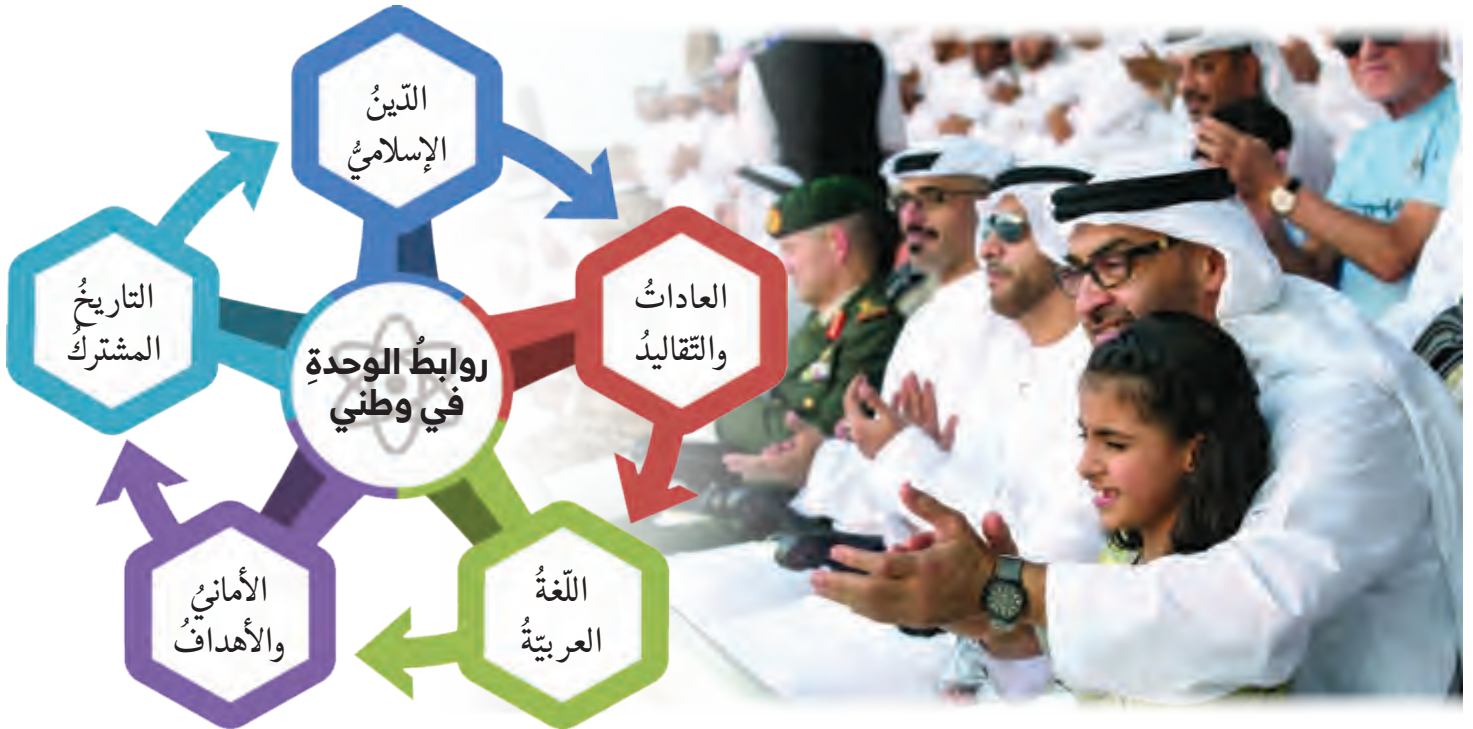 روابطُ الوحدةِ
في وطني
الدّينُ
الإسلاميُّ
العاداتُ
والتّقاليدُ
اللّغةُ
العربيّةُ
الأمانيُ
والأهدافُ
التاريخُ
المشتركُ